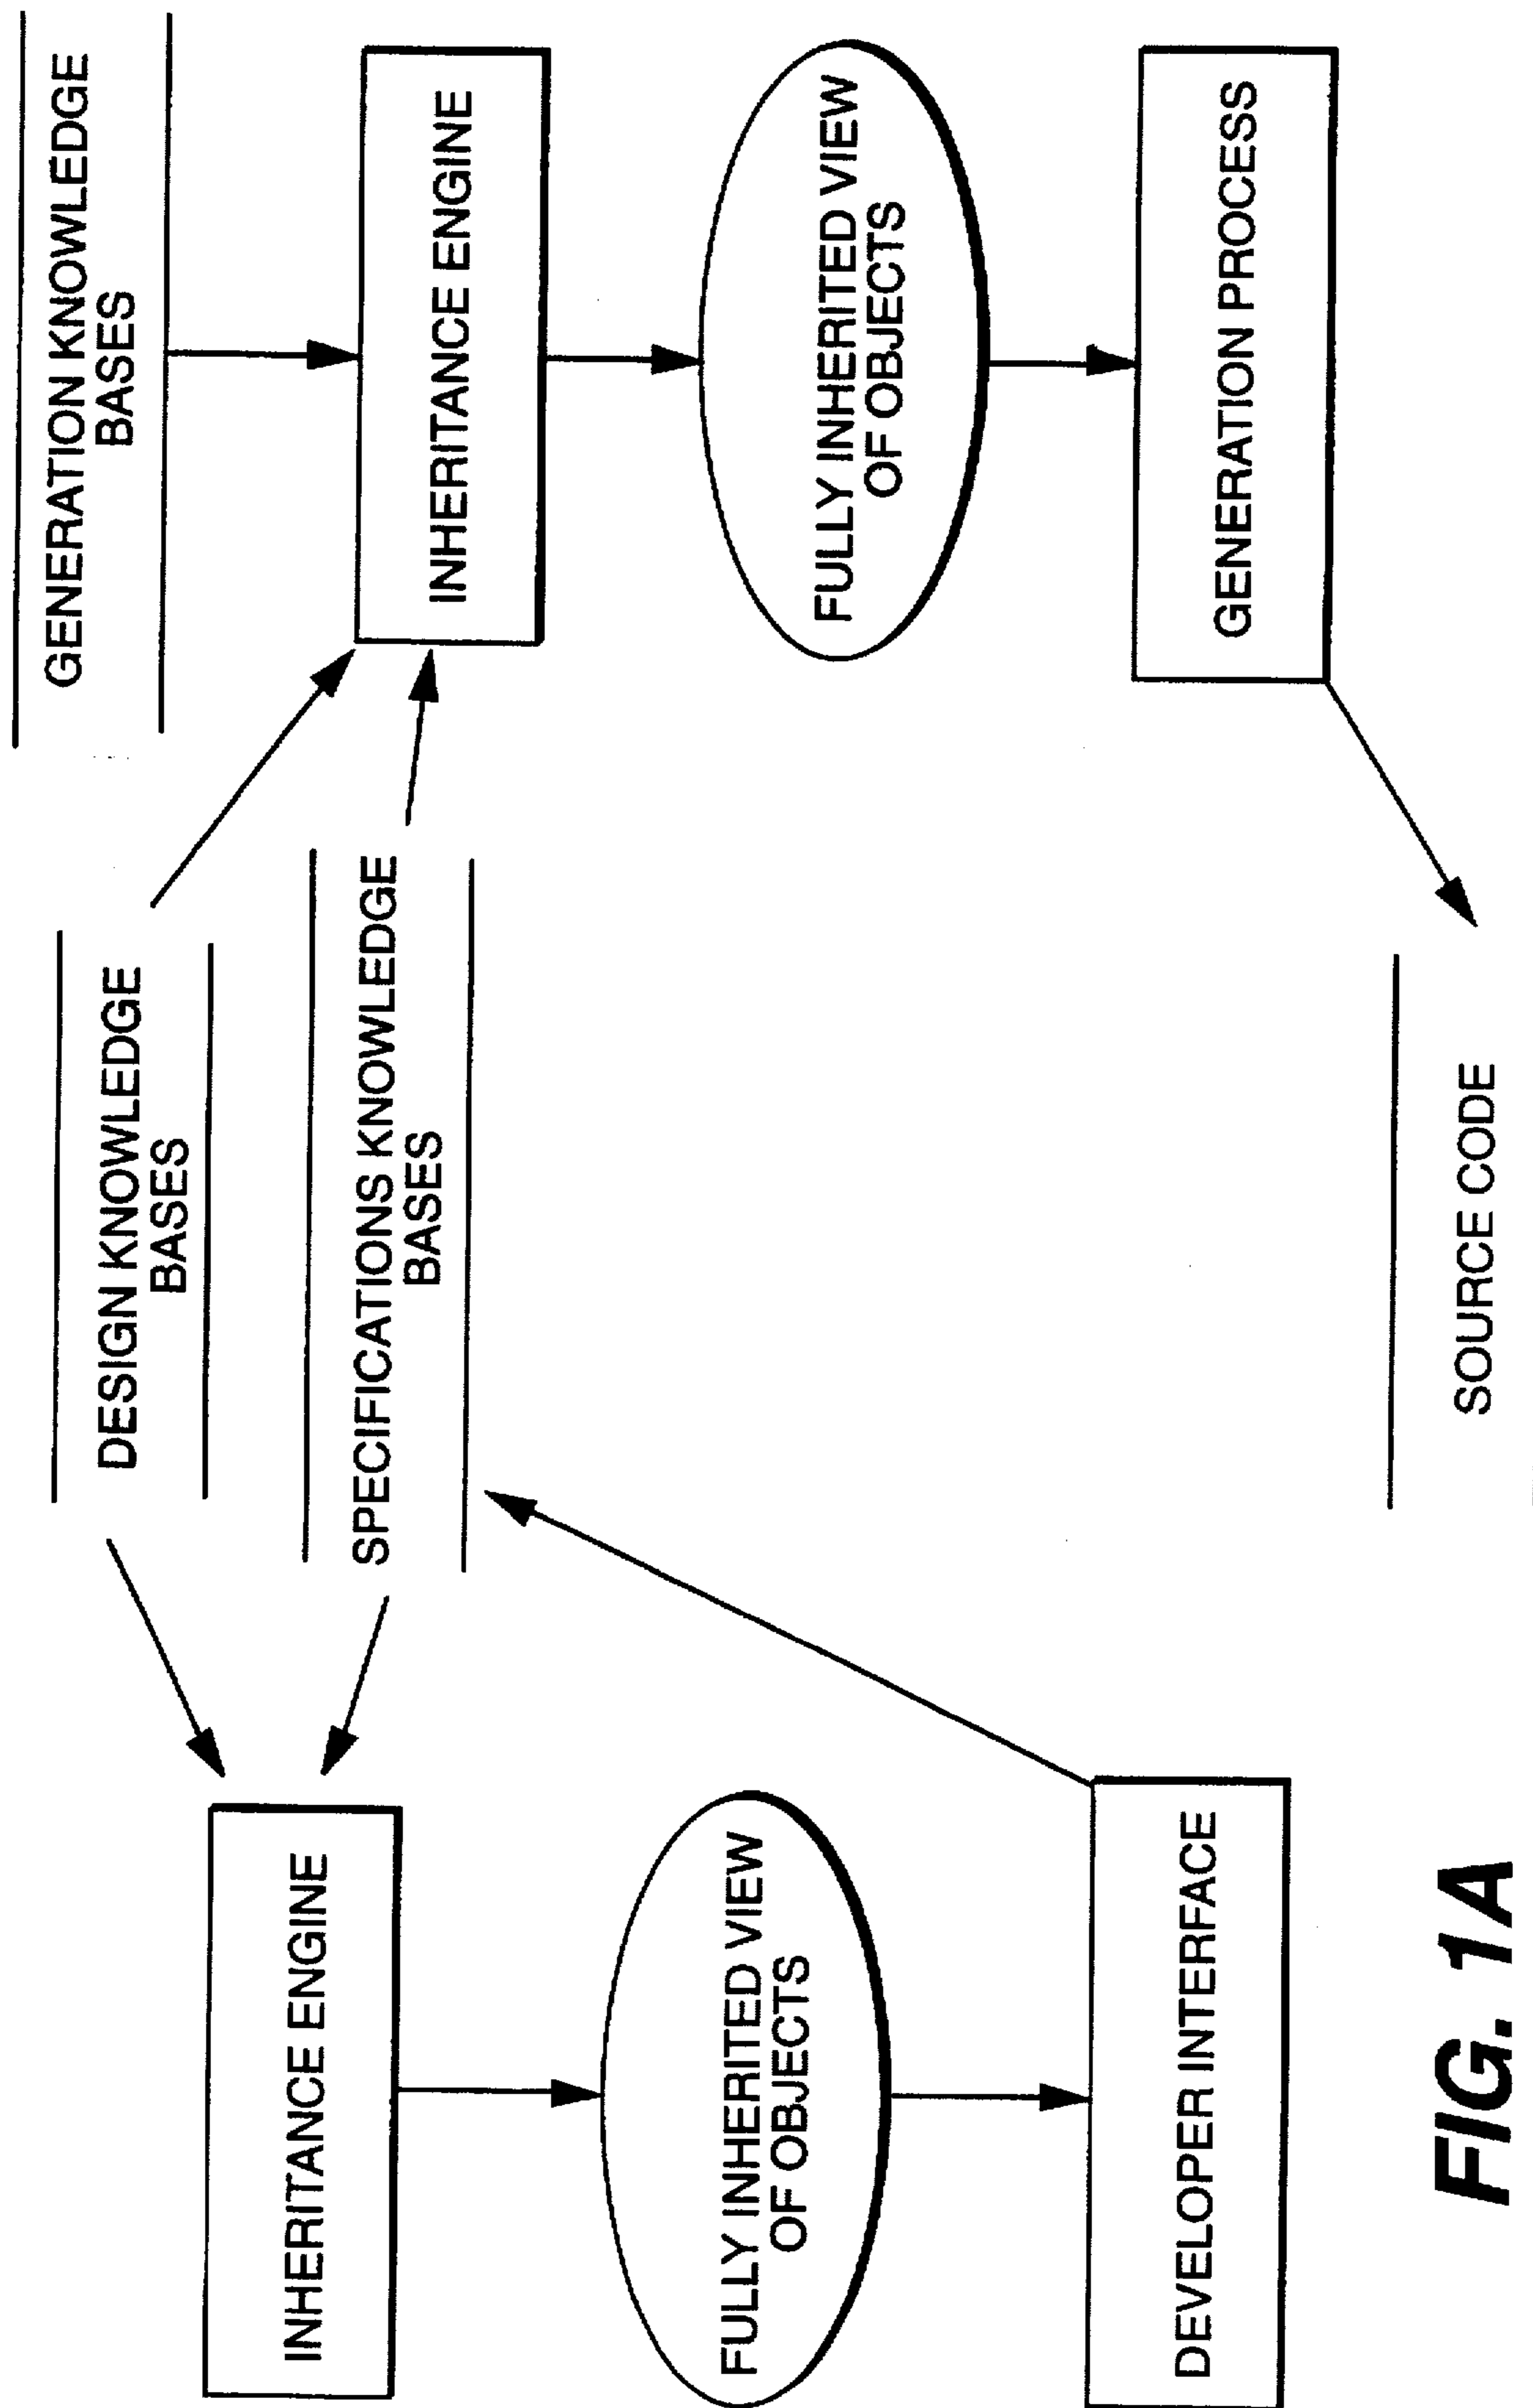 GENERATION KNOWLEDGE
BASES
DESIGN KNOWLEDGE
BASES
SPECIFICATIONS KNOWLEDGE
BASES
INHERITANCE ENGINE
INHERITANCE ENGINE
FULLY INHERITED VIEW
OF OBJECTS
FULLY INHERITED VIEW
OF OBJECTS
DEVELOPER INTERFACE
GENERATION PROCESS
SOURCE CODE
FIG. 1A